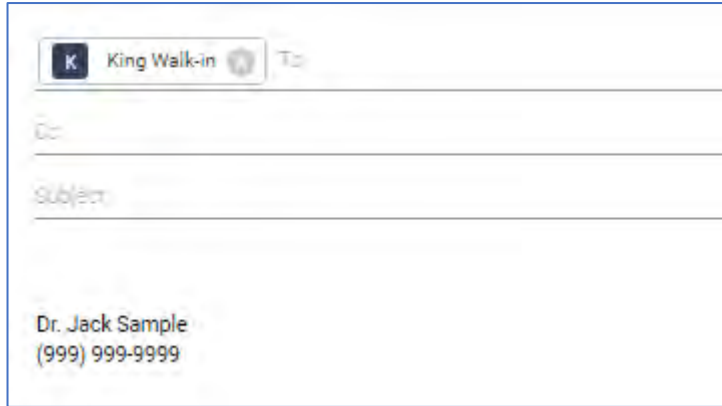 K King Walk-in To
Cc
Subject
Dr. Jack Sample
(999) 999-9999